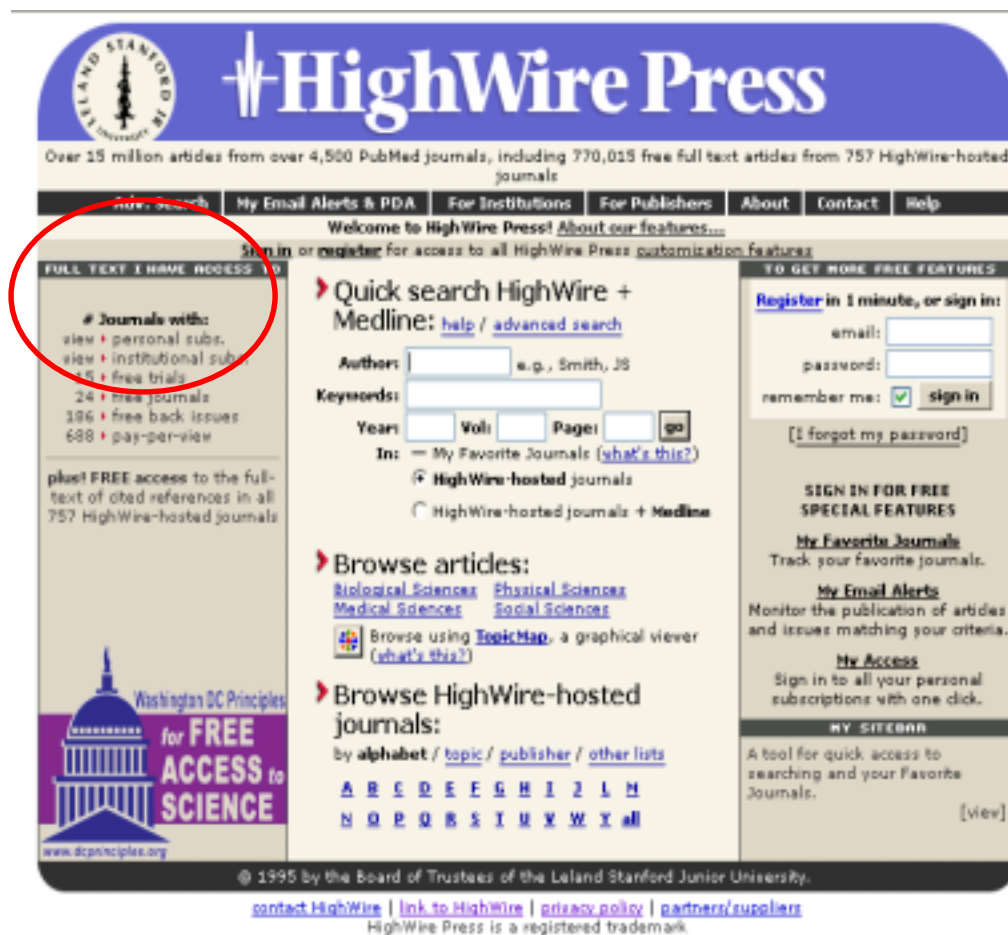 LELAND STANFORD JR UNIVERSITY
HighWire Press
Over 15 million articles from over 4,500 PubMed journals, including 770,015 free full text articles from 757 HighWire-hosted
journals
Adv. Search | My Email Alerts & PDA | For Institutions | For Publishers | About | Contact | Help
Welcome to HighWire Press! About our features...
Sign in or register for access to all HighWire Press customization features
FULL TEXT I HAVE ACCESS TO
# Journals with:
view personal subs.
view institutional subs.
15 free trials
24 free journals
186 free back issues
688 pay-per-view
plus! FREE access to the full-
text of cited references in all
757 HighWire-hosted journals
Washington DC Principles
for FREE
ACCESS to
SCIENCE
www.dcprinciples.org
Quick search HighWire +
Medline: help / advanced search
Author: e.g., Smith, JS
Keywords:
Year: Vol: Page: go
In: — My Favorite Journals (what's this?)
HighWire-hosted journals
HighWire-hosted journals + Medline
Browse articles:
Biological Sciences Physical Sciences
Medical Sciences Social Sciences
Browse using TopicMap, a graphical viewer
(what's this?)
Browse HighWire-hosted
journals:
by alphabet / topic / publisher / other lists
A B C D E F G H I J L M
N O P Q R S T U V W Y all
TO GET MORE FREE FEATURES
Register in 1 minute, or sign in:
email:
password:
remember me: sign in
[I forgot my password]
SIGN IN FOR FREE
SPECIAL FEATURES
My Favorite Journals
Track your favorite journals.
My Email Alerts
Monitor the publication of articles
and issues matching your criteria.
My Access
Sign in to all your personal
subscriptions with one click.
MY SITEBAR
A tool for quick access to
searching and your Favorite
Journals.
[view]
© 1995 by the Board of Trustees of the Leland Stanford Junior University.
contact HighWire | link to HighWire | privacy policy | partners/suppliers
HighWire Press is a registered trademark